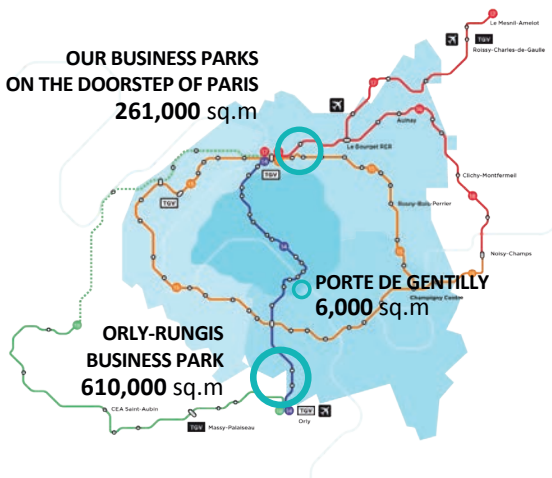 Le Mesnil-Amelot
TGV
Roissy-Charles-de-Gaulle
OUR BUSINESS PARKS
ON THE DOORSTEP OF PARIS
261,000 sq.m
Aulnay
Le Bourget RER
TGV
Clichy-Montfermeil
TGV
Rosny-Bois-Perrier
Noisy-Champs
PORTE DE GENTILLY
6,000 sq.m
Champigny Centre
ORLY-RUNGIS
BUSINESS PARK
610,000 sq.m
CEA Saint-Aubin
TGV
Orly
TGV Massy-Palaiseau